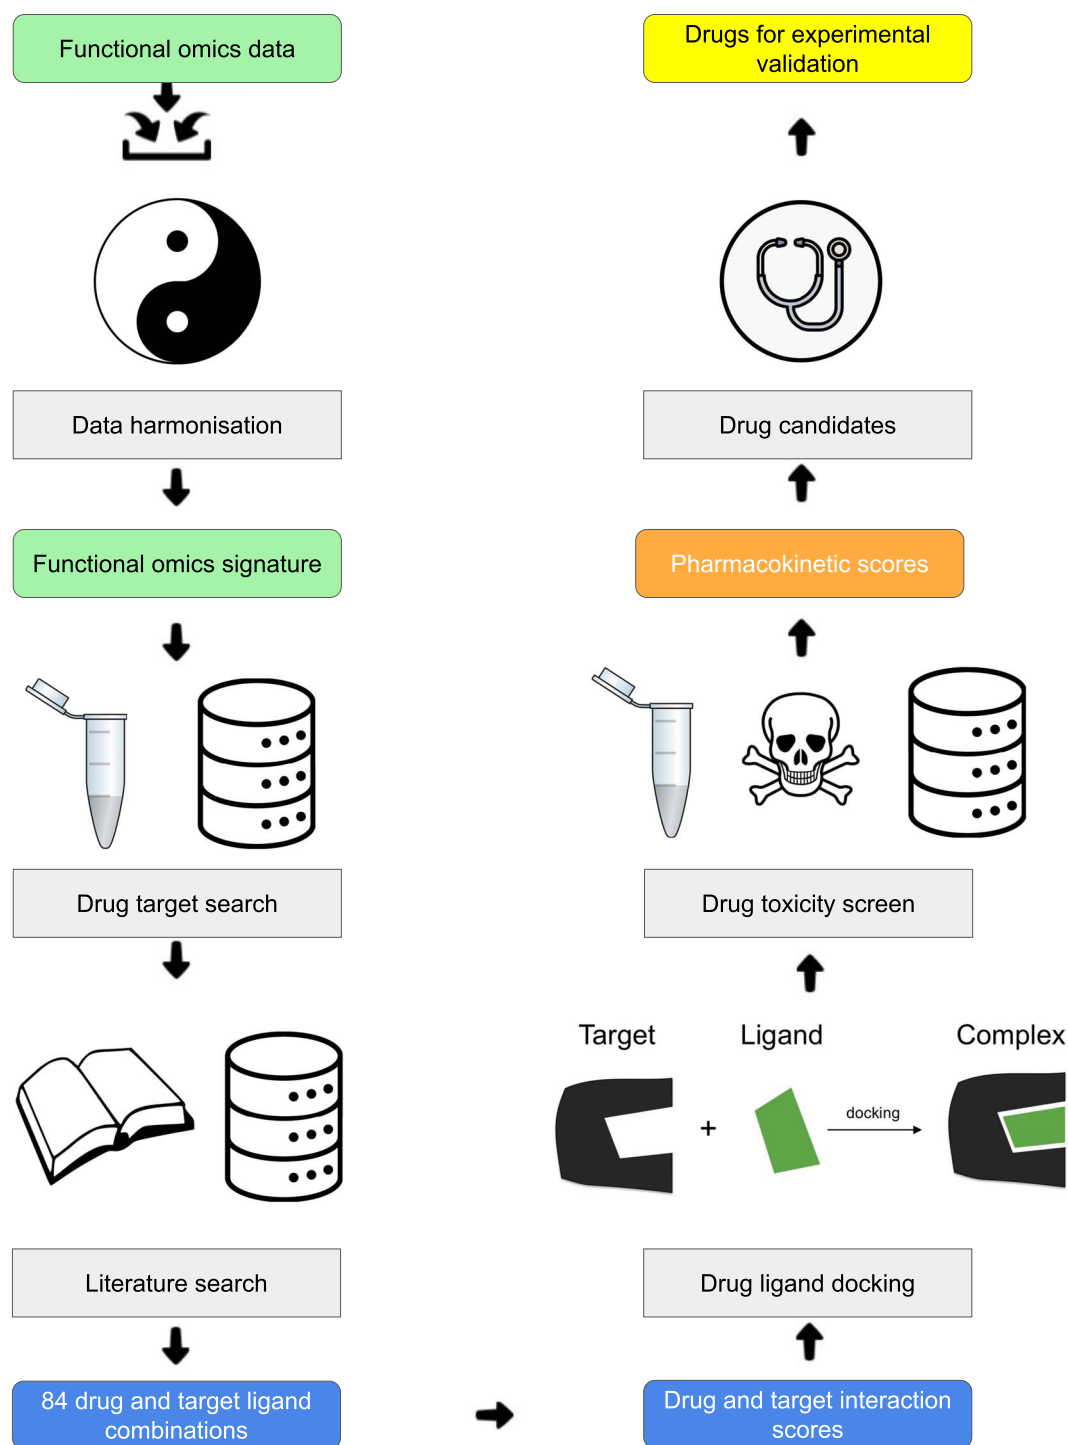 Functional omics data
Data harmonisation
Functional omics signature
Drug target search
Literature search
84 drug and target ligand
combinations
Drug and target interaction
scores
Drug ligand docking
Target
Ligand
Complex
+
docking
Drug toxicity screen
Pharmacokinetic scores
Drug candidates
Drugs for experimental
validation